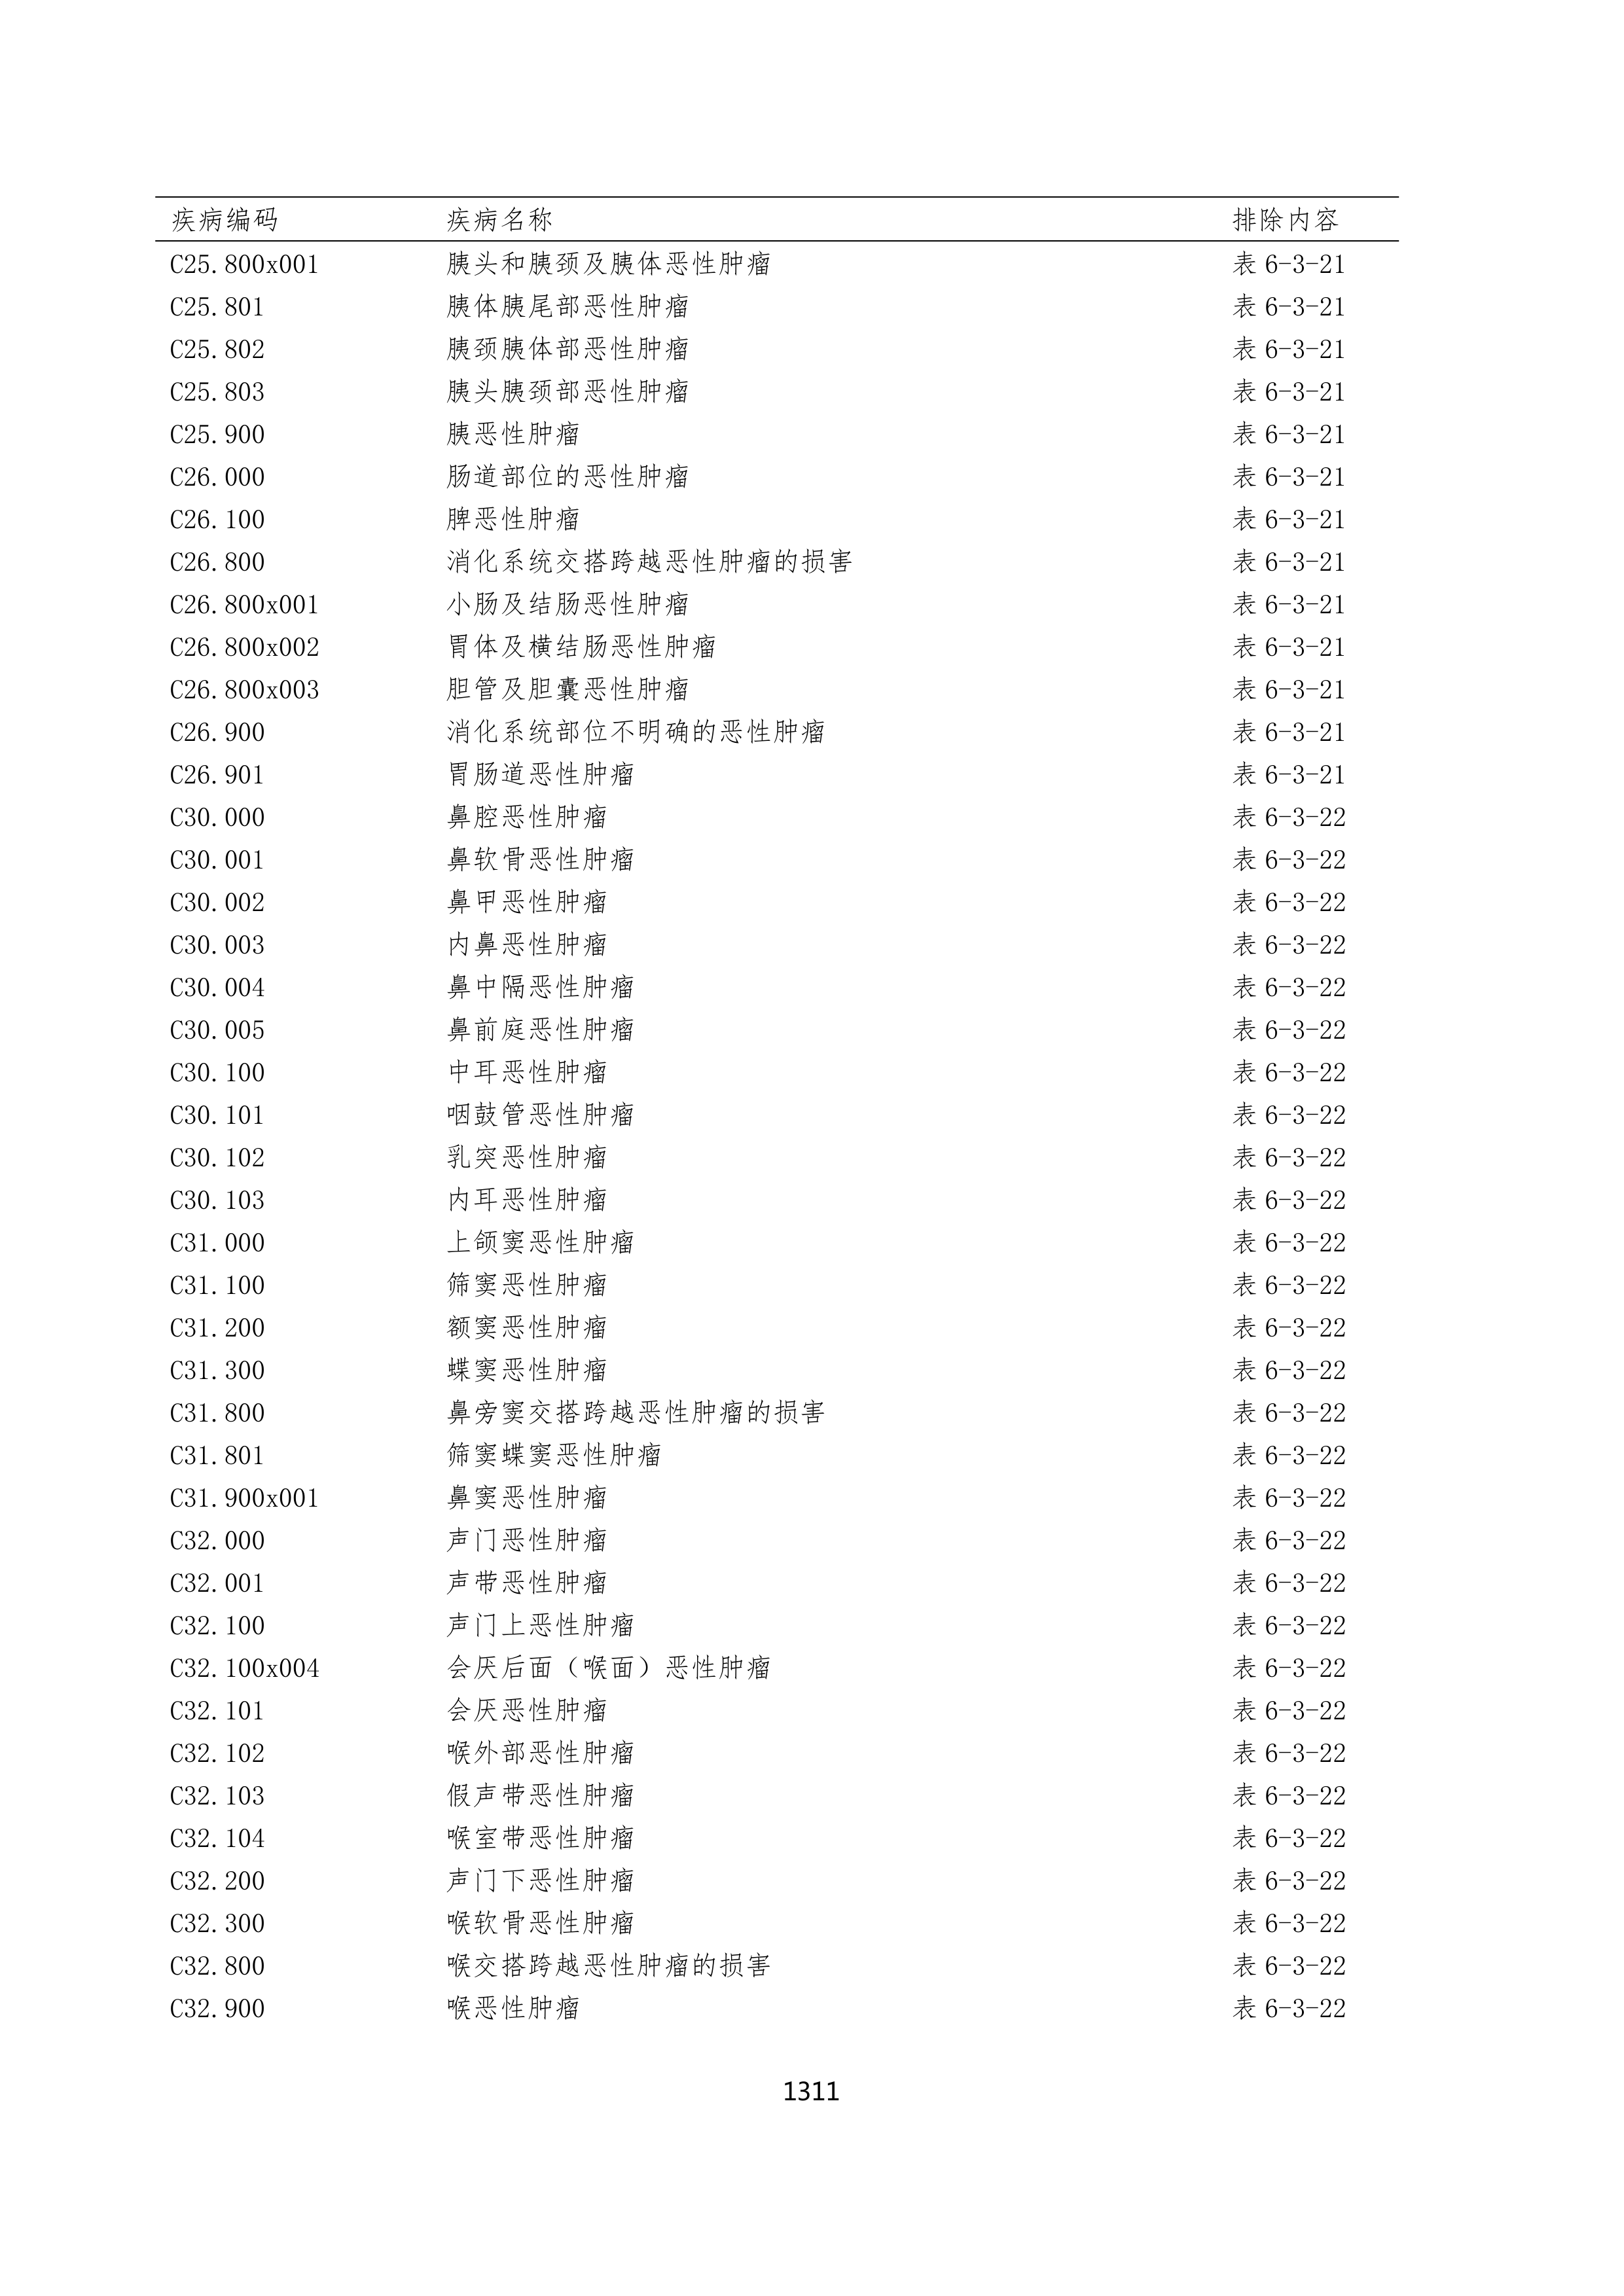 疾病编码 疾病名称 排除内容
C25.800x001 胰头和胰颈及胰体恶性肿瘤 表 6-3-21
C25.801 胰体胰尾部恶性肿瘤 表 6-3-21
C25.802 胰颈胰体部恶性肿瘤 表 6-3-21
C25.803 胰头胰颈部恶性肿瘤 表 6-3-21
C25.900 胰恶性肿瘤 表 6-3-21
C26.000 肠道部位的恶性肿瘤 表 6-3-21
C26.100 脾恶性肿瘤 表 6-3-21
C26.800 消化系统交搭跨越恶性肿瘤的损害 表 6-3-21
C26.800x001 小肠及结肠恶性肿瘤 表 6-3-21
C26.800x002 胃体及横结肠恶性肿瘤 表 6-3-21
C26.800x003 胆管及胆囊恶性肿瘤 表 6-3-21
C26.900 消化系统部位不明确的恶性肿瘤 表 6-3-21
C26.901 胃肠道恶性肿瘤 表 6-3-21
C30.000 鼻腔恶性肿瘤 表 6-3-22
C30.001 鼻软骨恶性肿瘤 表 6-3-22
C30.002 鼻甲恶性肿瘤 表 6-3-22
C30.003 内鼻恶性肿瘤 表 6-3-22
C30.004 鼻中隔恶性肿瘤 表 6-3-22
C30.005 鼻前庭恶性肿瘤 表 6-3-22
C30.100 中耳恶性肿瘤 表 6-3-22
C30.101 咽鼓管恶性肿瘤 表 6-3-22
C30.102 乳突恶性肿瘤 表 6-3-22
C30.103 内耳恶性肿瘤 表 6-3-22
C31.000 上颌窦恶性肿瘤 表 6-3-22
C31.100 筛窦恶性肿瘤 表 6-3-22
C31.200 额窦恶性肿瘤 表 6-3-22
C31.300 蝶窦恶性肿瘤 表 6-3-22
C31.800 鼻旁窦交搭跨越恶性肿瘤的损害 表 6-3-22
C31.801 筛窦蝶窦恶性肿瘤 表 6-3-22
C31.900x001 鼻窦恶性肿瘤 表 6-3-22
C32.000 声门恶性肿瘤 表 6-3-22
C32.001 声带恶性肿瘤 表 6-3-22
C32.100 声门上恶性肿瘤 表 6-3-22
C32.100x004 会厌后面（喉面）恶性肿瘤 表 6-3-22
C32.101 会厌恶性肿瘤 表 6-3-22
C32.102 喉外部恶性肿瘤 表 6-3-22
C32.103 假声带恶性肿瘤 表 6-3-22
C32.104 喉室带恶性肿瘤 表 6-3-22
C32.200 声门下恶性肿瘤 表 6-3-22
C32.300 喉软骨恶性肿瘤 表 6-3-22
C32.800 喉交搭跨越恶性肿瘤的损害 表 6-3-22
C32.900 喉恶性肿瘤 表 6-3-22
1311